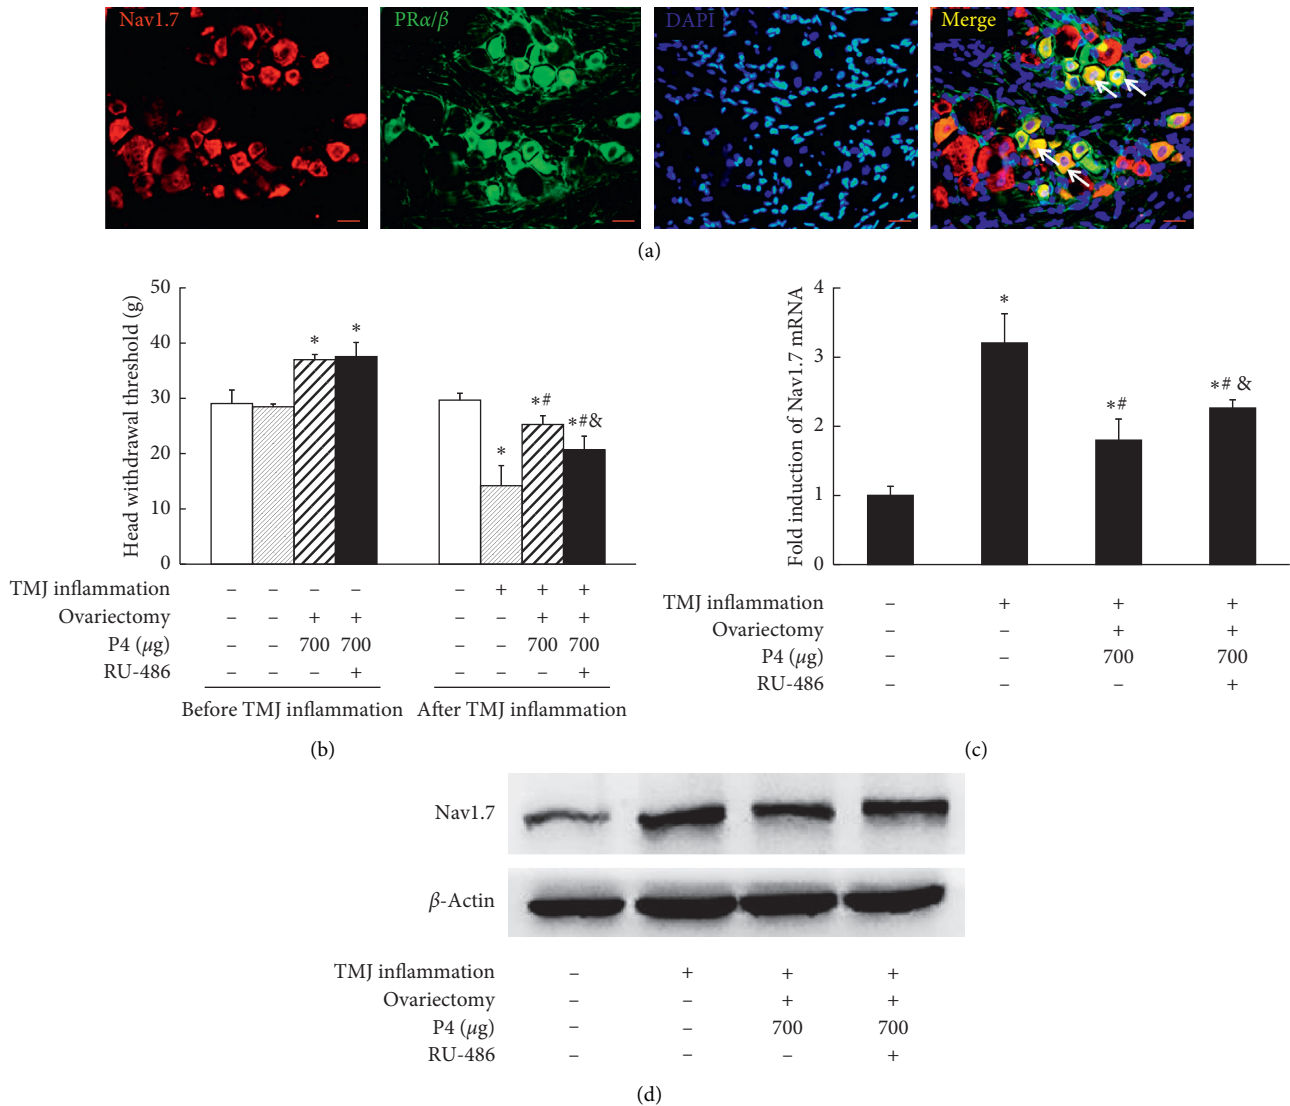 Nav1.7 PRα/β DAPI Merge
(a)
Head withdrawal threshold (g)
50
40
30
20
10
0
* * * *# *#&
TMJ inflammation – – – – – + + +
Ovariectomy – – + + – – + +
P4 (μg) – – 700 700 – – 700 700
RU-486 – – – + – – – +
Before TMJ inflammation After TMJ inflammation
(b)
Fold induction of Nav1.7 mRNA
4
3
2
1
0
* *# *# &
TMJ inflammation – + + +
Ovariectomy – – + +
P4 (μg) – – 700 700
RU-486 – – – +
(c)
Nav1.7
β-Actin
TMJ inflammation – + + +
Ovariectomy – – + +
P4 (μg) – – 700 700
RU-486 – – – +
(d)